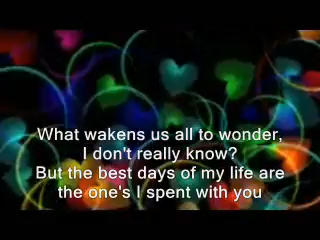 What wakens us all to wonder,
I don't really know?
But the best days of my life are
the one's I spent with you